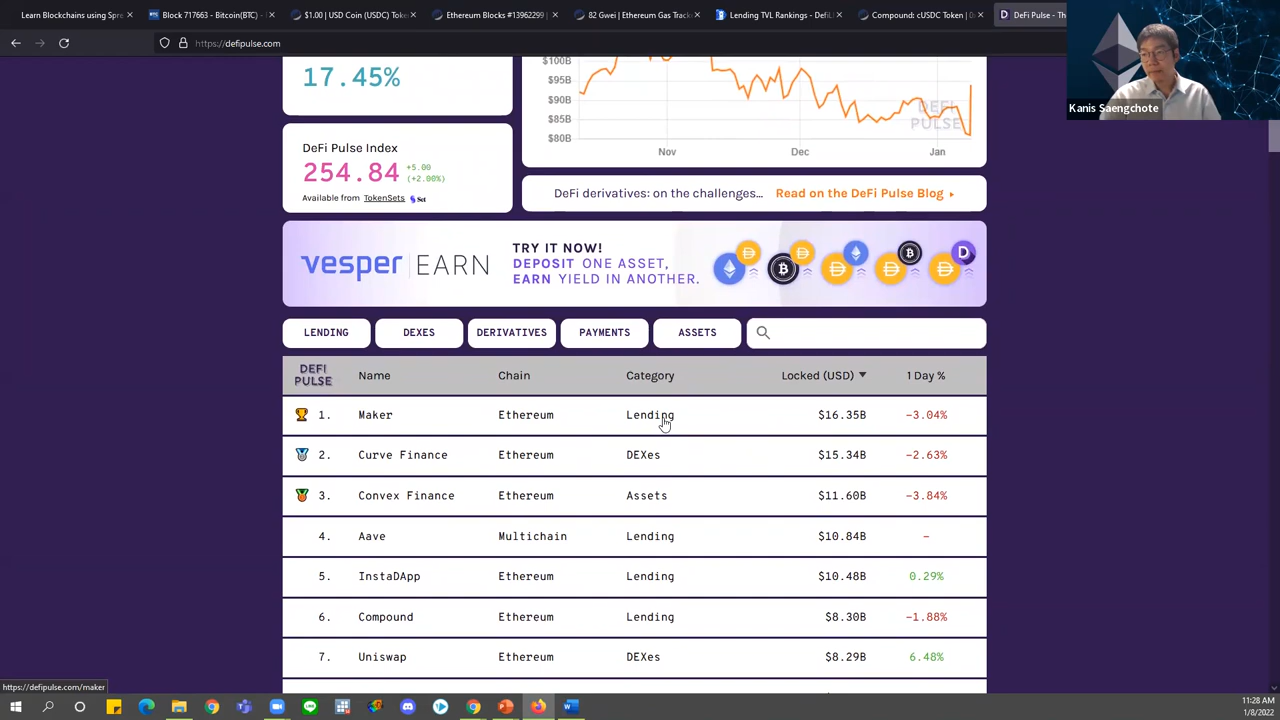 Learn Blockchains using Spre
Block 717663 - Bitcoin(BTC) -
$1.00 | USD Coin (USDC) Toke
Ethereum Blocks #13962299 |
82 Gwei | Ethereum Gas Track
Lending TVL Rankings - DefiLl
Compound: cUSDC Token | D
DeFi Pulse - Th
https://defipulse.com
Kanis Saengchote
17.45%
DeFi Pulse Index
254.84 +5.00
(+2.00%)
Available from TokenSets Set
$100B
$95B
$90B
$85B
$80B
DEFI
PULSE
Nov Dec Jan
DeFi derivatives: on the challenges... Read on the DeFi Pulse Blog ▸
vesper | EARN
TRY IT NOW!
DEPOSIT ONE ASSET,
EARN YIELD IN ANOTHER.
LENDING DEXES DERIVATIVES PAYMENTS ASSETS
DEFI
PULSE
Name Chain Category Locked (USD) ▼ 1 Day %
1. Maker Ethereum Lending $16.35B -3.04%
2. Curve Finance Ethereum DEXes $15.34B -2.63%
3. Convex Finance Ethereum Assets $11.60B -3.84%
4. Aave Multichain Lending $10.84B -
5. InstaDApp Ethereum Lending $10.48B 0.29%
6. Compound Ethereum Lending $8.30B -1.88%
7. Uniswap Ethereum DEXes $8.29B 6.48%
https://defipulse.com/maker
11:28 AM
1/8/2022